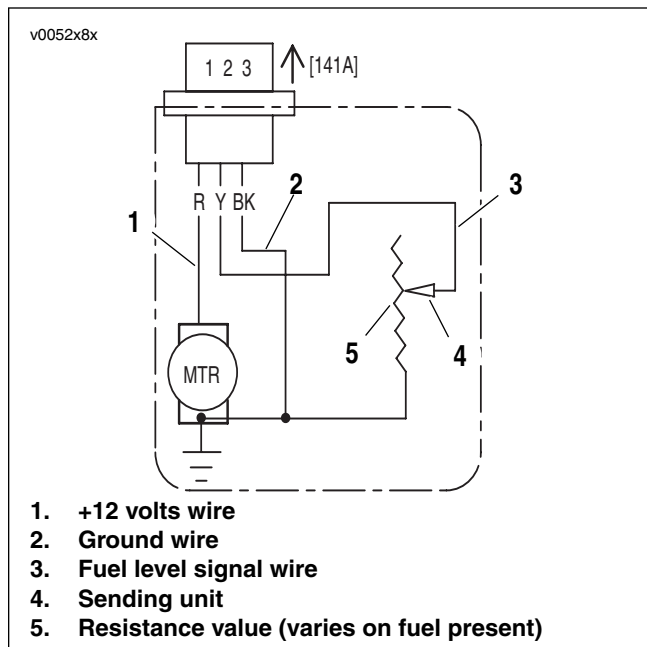 v0052x8x
1 2 3 [141A]
R Y BK
1
2
3
4
5
MTR
1. +12 volts wire
2. Ground wire
3. Fuel level signal wire
4. Sending unit
5. Resistance value (varies on fuel present)